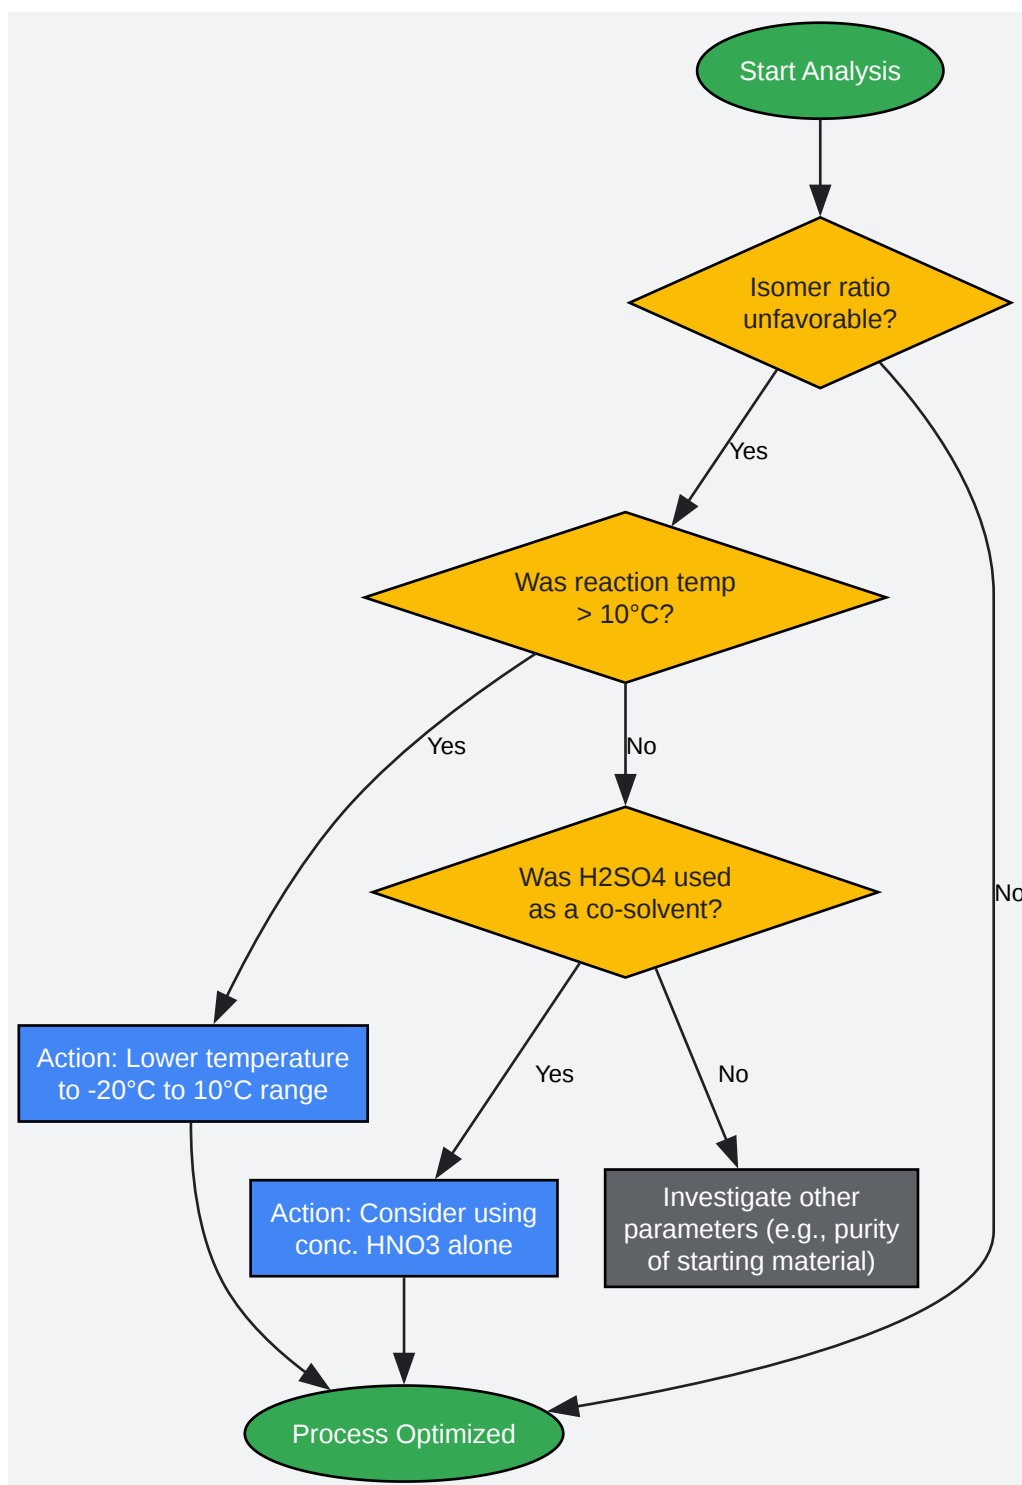 Start Analysis
Isomer ratio
unfavorable?
Yes
Was reaction temp
> 10°C?
Yes
No
Was H2SO4 used
as a co-solvent?
No
Action: Lower temperature
to -20°C to 10°C range
Yes
No
Action: Consider using
conc. HNO3 alone
Investigate other
parameters (e.g., purity
of starting material)
Process Optimized